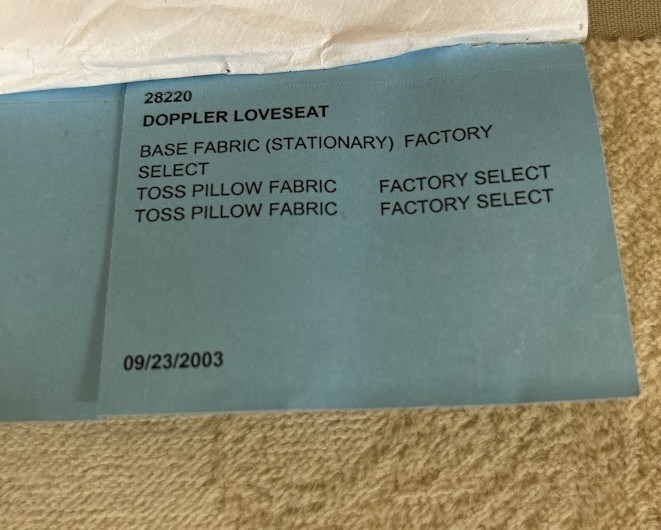 28220
DOPPLER LOVESEAT
BASE FABRIC (STATIONARY) FACTORY
SELECT
TOSS PILLOW FABRIC FACTORY SELECT
TOSS PILLOW FABRIC FACTORY SELECT
09/23/2003